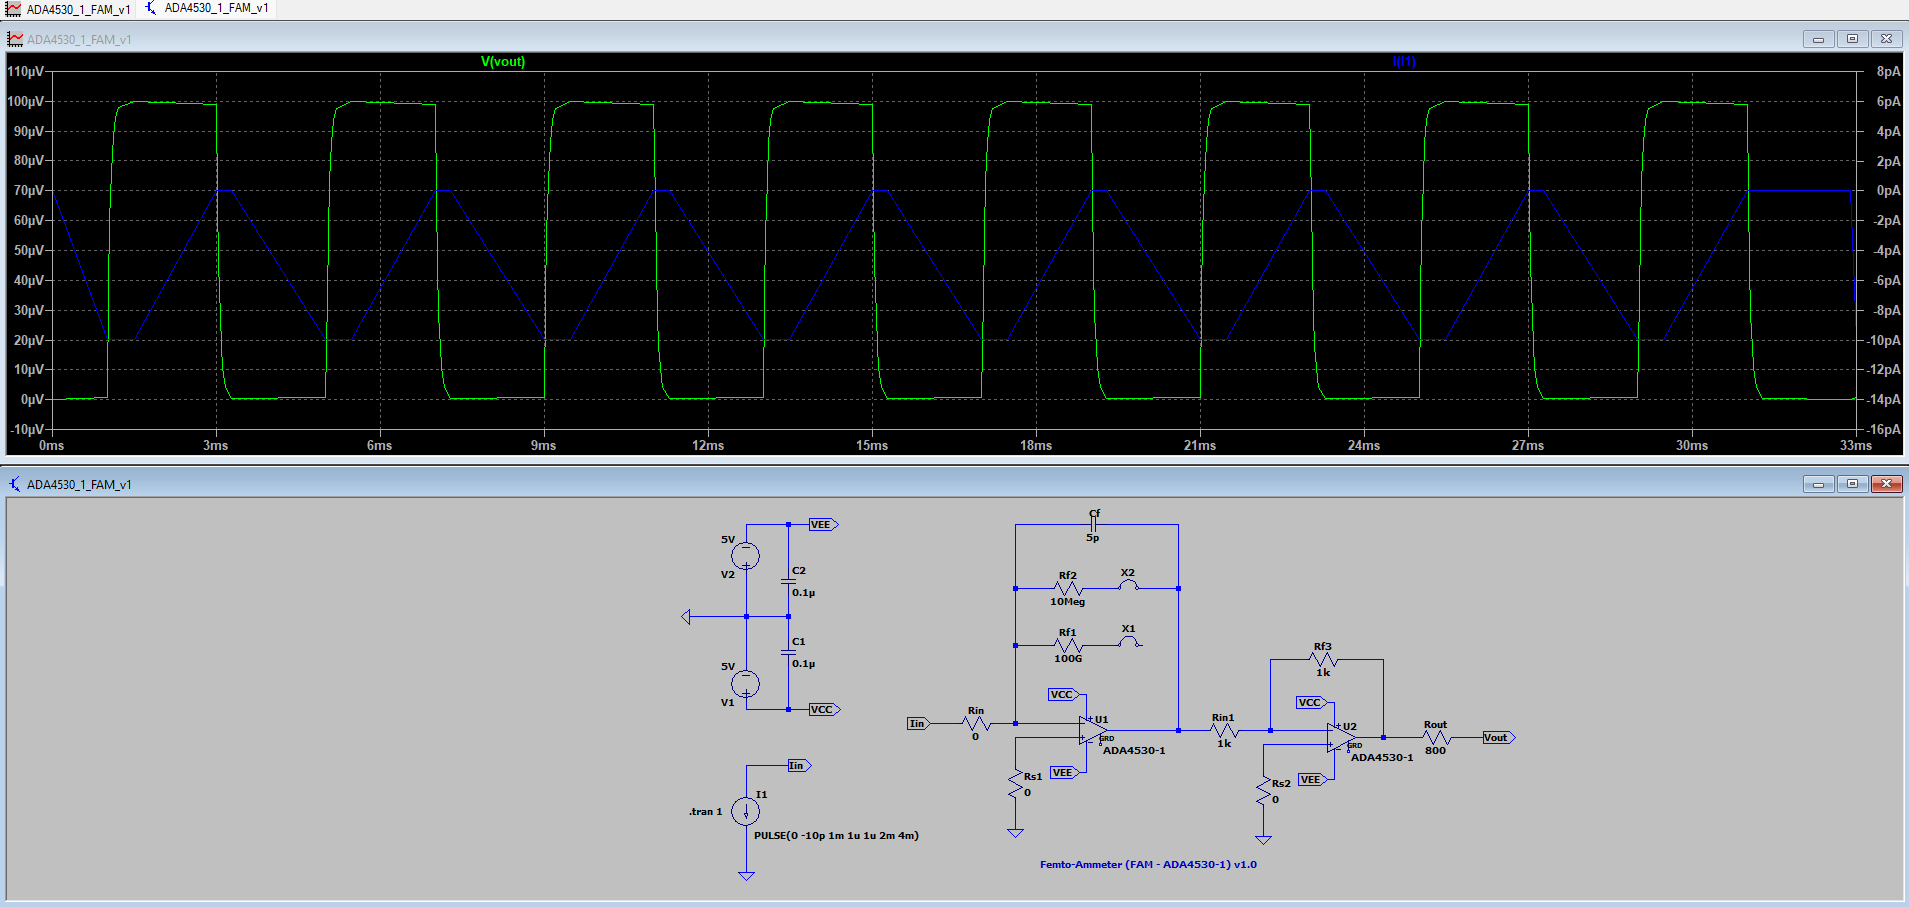 ADA4530_1_FAM_v1 ADA4530_1_FAM_v1
ADA4530_1_FAM_v1
V(vout) I(I1)
110µV 8pA
100µV 6pA
90µV 4pA
80µV 2pA
70µV 0pA
60µV -2pA
50µV -4pA
40µV -6pA
30µV -8pA
20µV -10pA
10µV -12pA
0µV -14pA
-10µV -16pA
0ms 3ms 6ms 9ms 12ms 15ms 18ms 21ms 24ms 27ms 30ms 33ms
ADA4530_1_FAM_v1
VEE
5V
V2
C2
0.1µ
C1
0.1µ
5V
V1
VCC
Iin
I1
.tran 1
PULSE(0 -10p 1m 1u 1u 2m 4m)
Cf
5p
Rf2
10Meg
X2
Rf1
100G
X1
VCC
Iin
Rin
0
U1
GRD
ADA4530-1
VEE
Rs1
0
Rin1
1k
Rf3
1k
VCC
U2
GRD
ADA4530-1
VEE
Rs2
0
Rout
800
Vout
Femto-Ammeter (FAM - ADA4530-1) v1.0